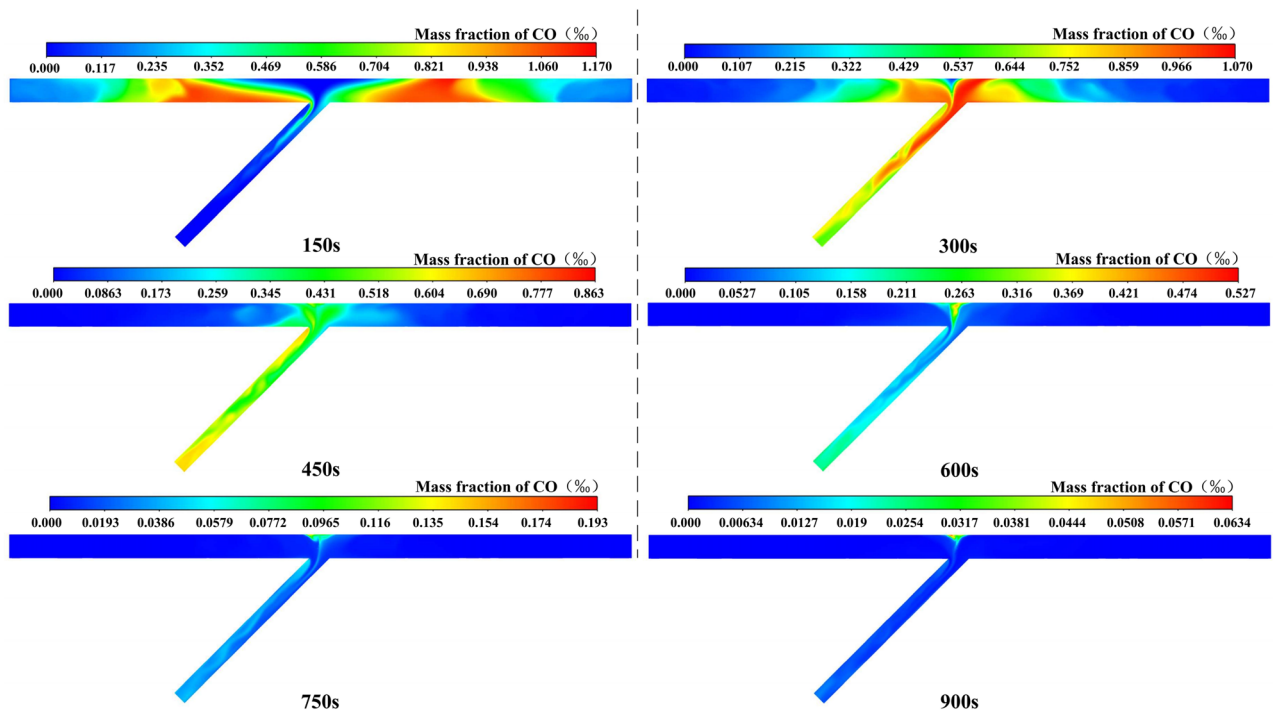 Mass fraction of CO（‰）
0.000 0.117 0.235 0.352 0.469 0.586 0.704 0.821 0.938 1.060 1.170
150s
Mass fraction of CO（‰）
0.000 0.107 0.215 0.322 0.429 0.537 0.644 0.752 0.859 0.966 1.070
300s
Mass fraction of CO（‰）
0.000 0.0863 0.173 0.259 0.345 0.431 0.518 0.604 0.690 0.777 0.863
450s
Mass fraction of CO（‰）
0.000 0.0527 0.105 0.158 0.211 0.263 0.316 0.369 0.421 0.474 0.527
600s
Mass fraction of CO（‰）
0.000 0.0193 0.0386 0.0579 0.0772 0.0965 0.116 0.135 0.154 0.174 0.193
750s
Mass fraction of CO（‰）
0.000 0.00634 0.0127 0.019 0.0254 0.0317 0.0381 0.0444 0.0508 0.0571 0.0634
900s